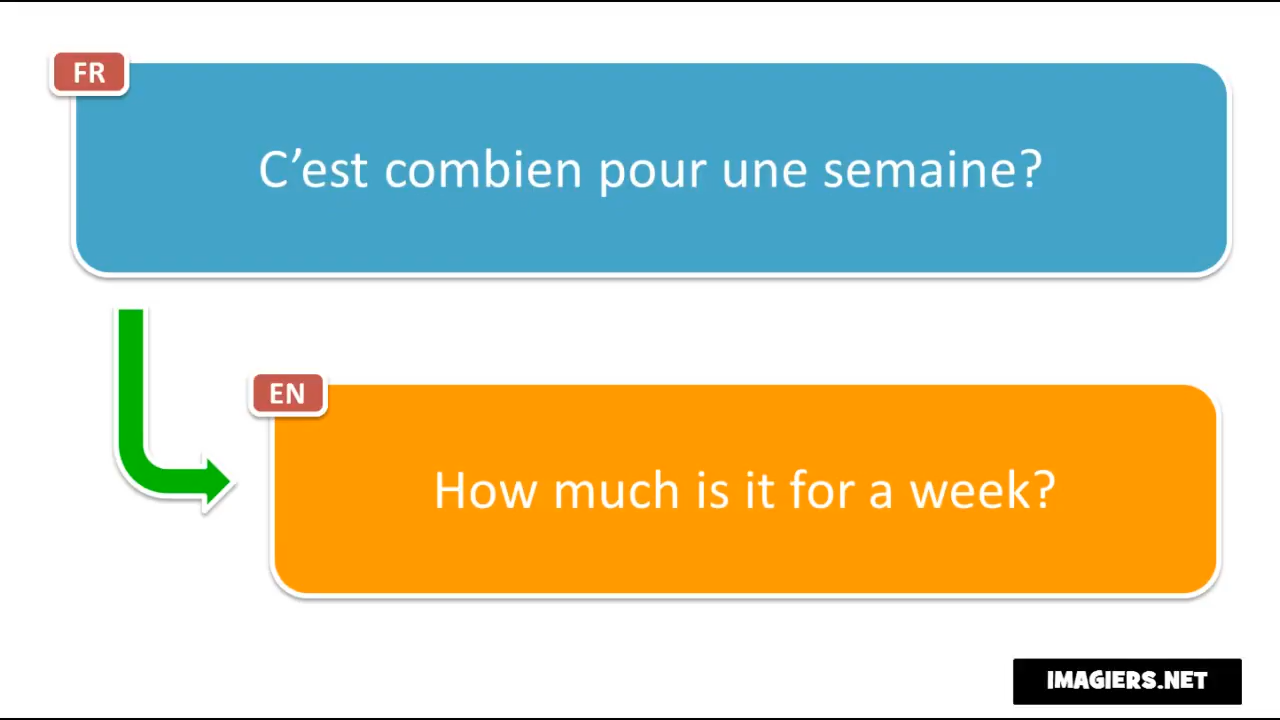 FR
C’est combien pour une semaine?
EN
How much is it for a week?
IMAGIERS.NET